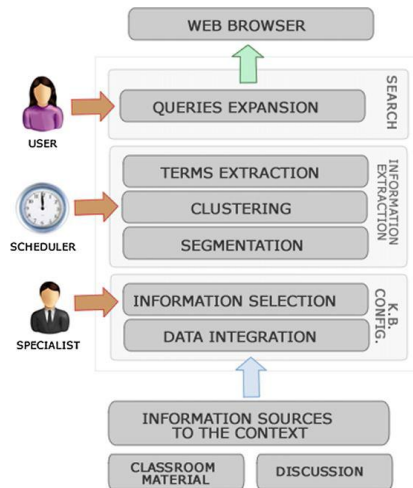 WEB BROWSER
SEARCH
QUERIES EXPANSION
USER
INFORMATION
EXTRACTION
TERMS EXTRACTION
CLUSTERING
SEGMENTATION
SCHEDULER
K.B.
CONFIG.
INFORMATION SELECTION
DATA INTEGRATION
SPECIALIST
INFORMATION SOURCES
TO THE CONTEXT
CLASSROOM
MATERIAL
DISCUSSION